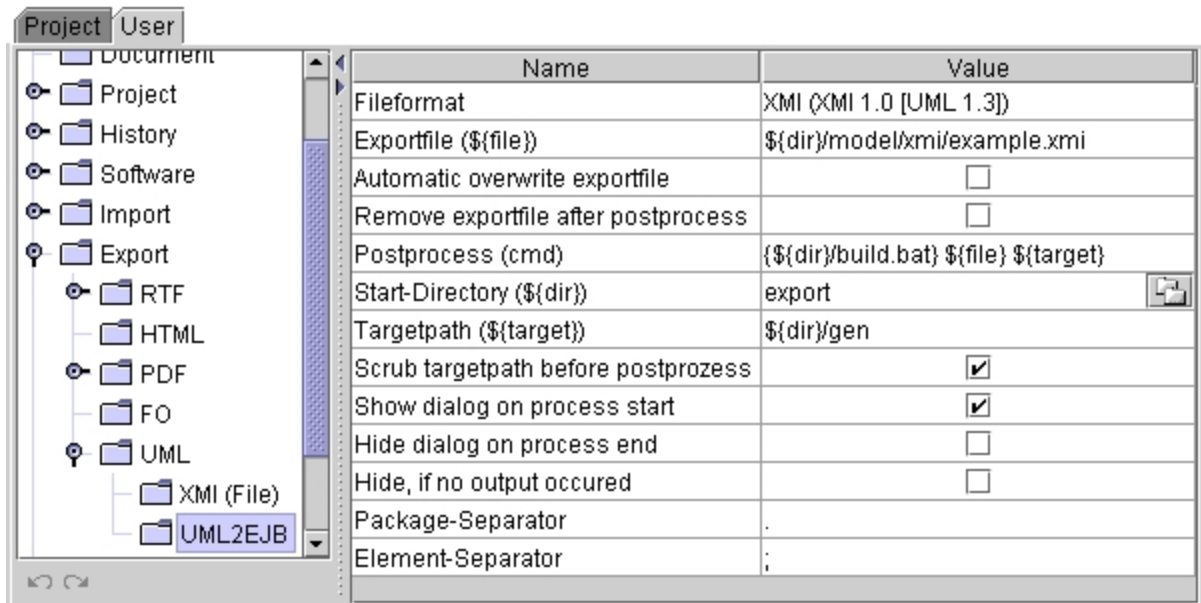 Project User
Document
Project
History
Software
Import
Export
RTF
HTML
PDF
FO
UML
XMI (File)
UML2EJB
Name Value
Fileformat XMI (XMI 1.0 [UML 1.3])
Exportfile (${file}) ${dir}/model/xmi/example.xmi
Automatic overwrite exportfile
Remove exportfile after postprocess
Postprocess (cmd) {${dir}/build.bat} ${file} ${target}
Start-Directory (${dir}) export
Targetpath (${target}) ${dir}/gen
Scrub targetpath before postprozess
Show dialog on process start
Hide dialog on process end
Hide, if no output occured
Package-Separator .
Element-Separator ;